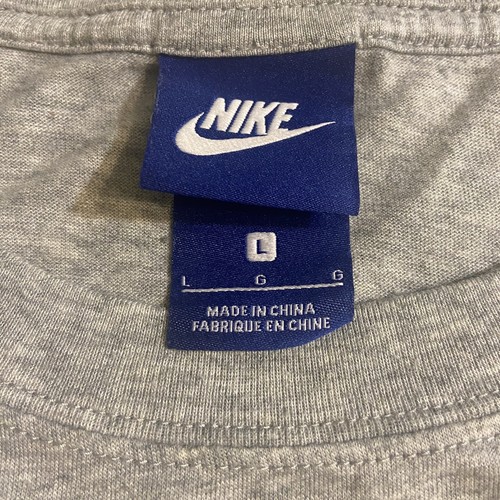 NIKE
L
L G G
MADE IN CHINA
FABRIQUE EN CHINE